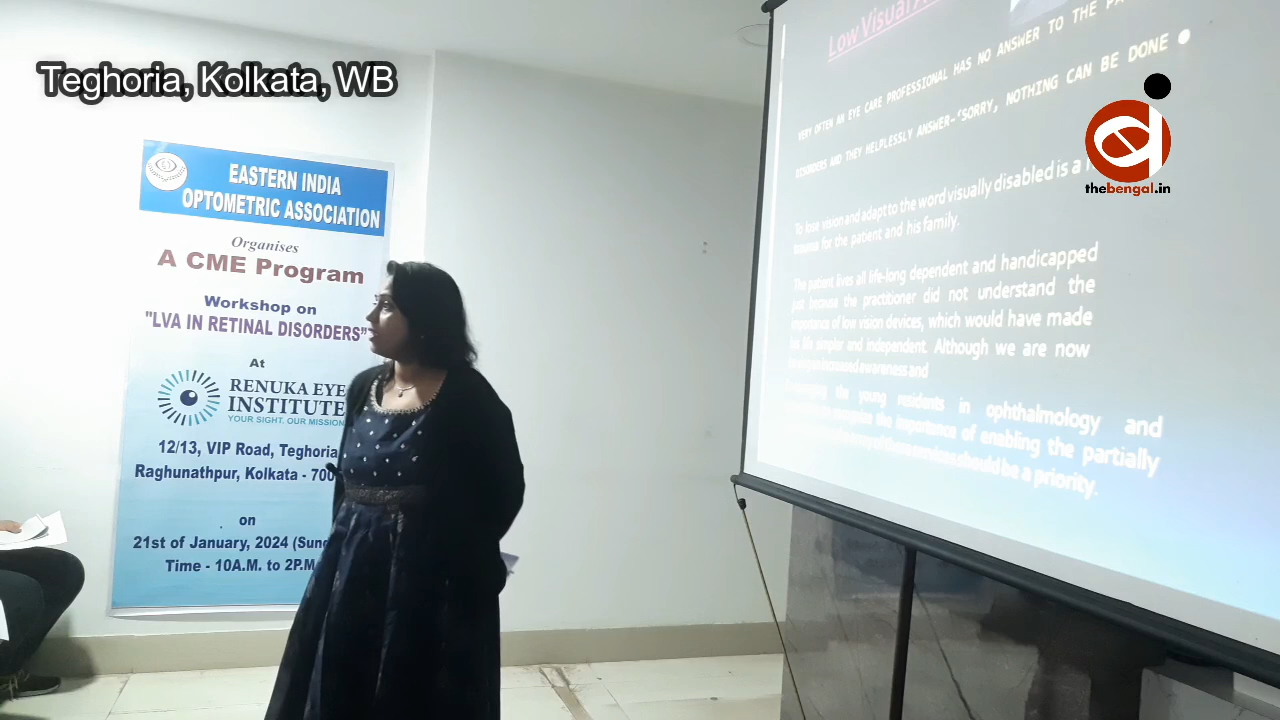 Teghoria, Kolkata, WB
EASTERN INDIA
OPTOMETRIC ASSOCIATION
Organises
A CME Program
Workshop on
"LVA IN RETINAL DISORDERS"
At
RENUKA EYE
INSTITUTE
YOUR SIGHT. OUR MISSION
12/13, VIP Road, Teghoria
Raghunathpur, Kolkata - 700
on
21st of January, 2024 (Sun
Time - 10A.M. to 2P.M
Low Visual
VERY OFTEN AN EYE CARE PROFESSIONAL HAS NO ANSWER TO THE
DISORDERS AND THEY HELPLESSLY ANSWER-'SORRY, NOTHING CAN BE DONE
To lose vision and adapt to the word visually disabled is a
trauma for the patient and his family.
The patient lives all life-long dependent and handicapped
just because the practitioner did not understand the
importance of low vision devices, which would have made
his life simpler and independent. Although we are now
increased awareness and
the young residents in ophthalmology and
the importance of enabling the partially
should be a priority.
thebengal.in